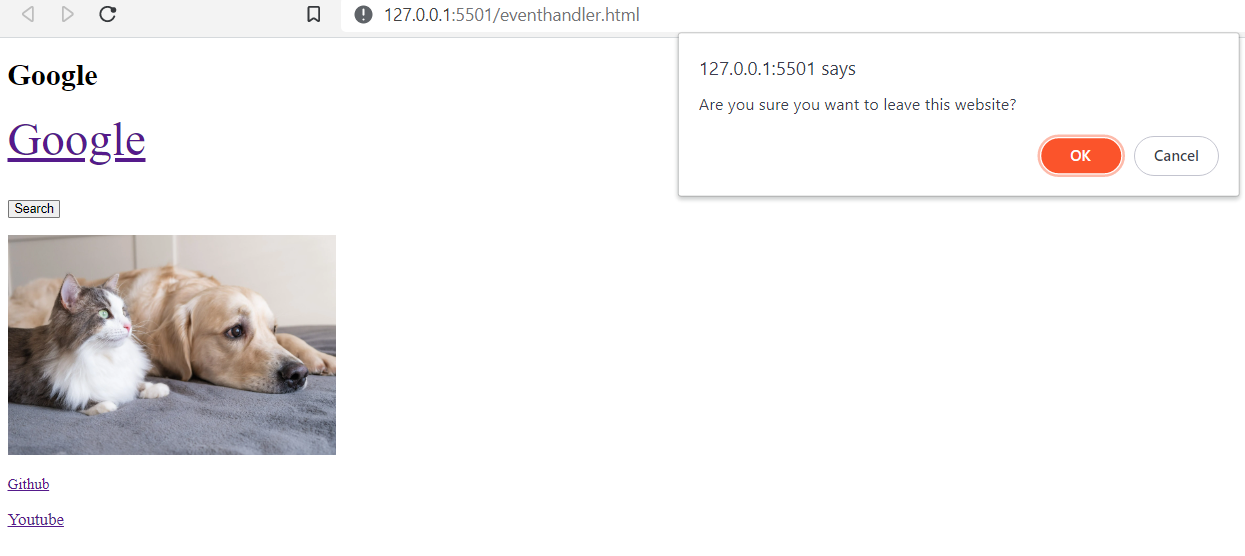 127.0.0.1:5501/eventhandler.html
127.0.0.1:5501 says
Are you sure you want to leave this website?
OK Cancel
Google
Google
Search
Github
Youtube